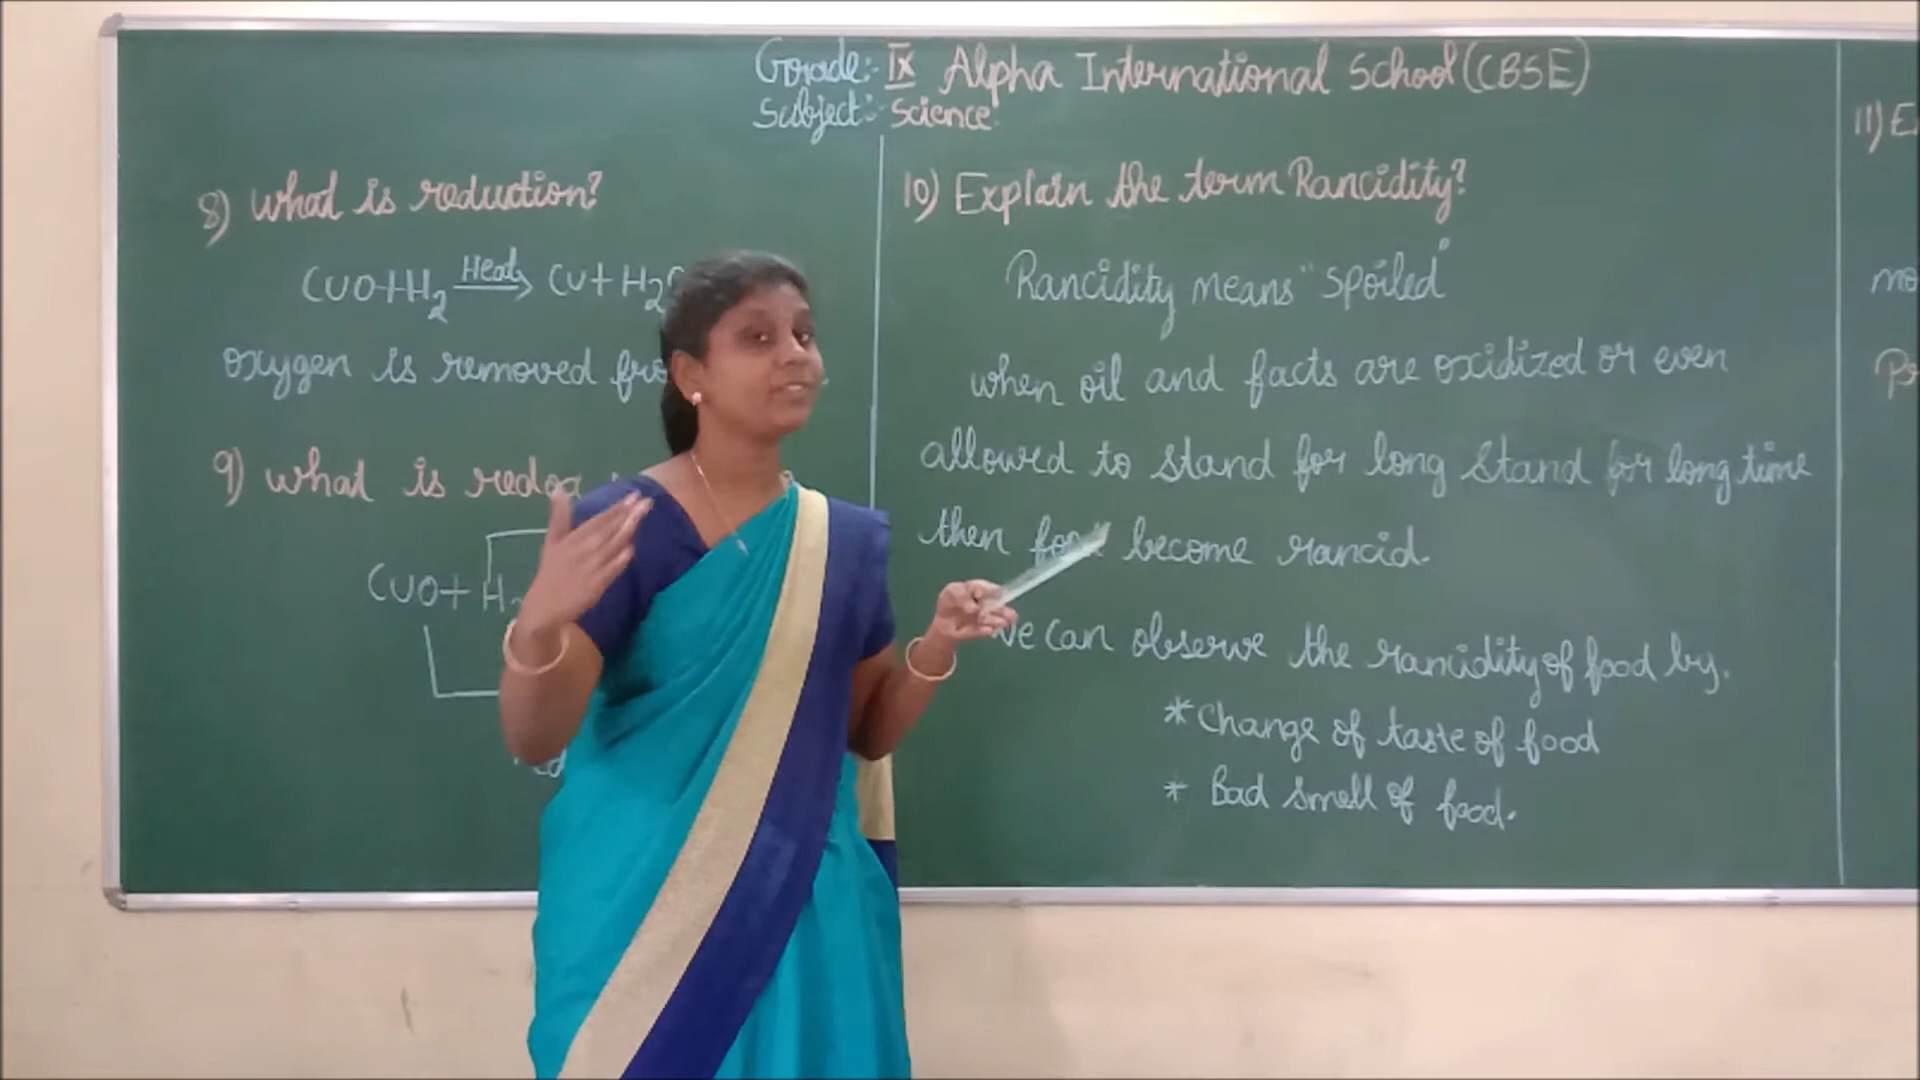 Grade:- IX Alpha International School (CBSE)
Subject:- Science
8) What is reduction?
CuO+H2 Heat→ Cu+ H2O
oxygen is removed
9) what is redox
CuO+ H2
10) Explain the term Rancidity?
Rancidity means "spoiled"
when oil and facts are oxidized or even
allowed to stand for long stand for long time
then food become rancid.
We can observe the rancidity of food by.
* Change of taste of food
* Bad smell of food.
11)